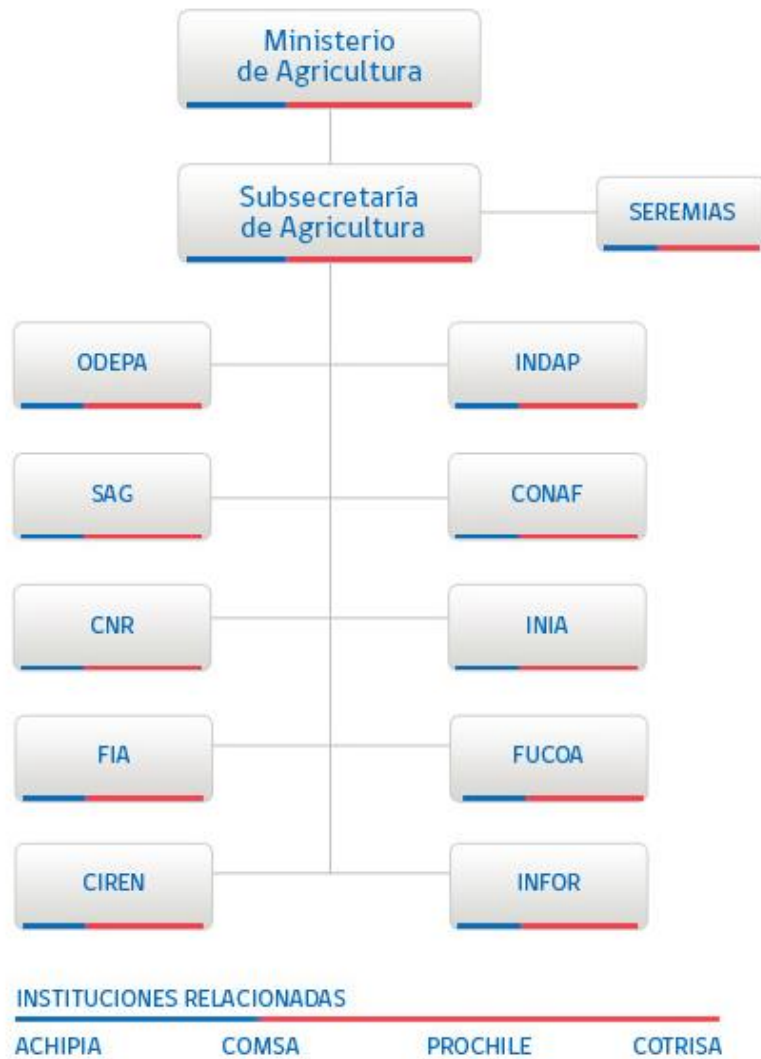 Ministerio
de Agricultura
Subsecretaría
de Agricultura
SEREMIAS
ODEPA
INDAP
SAG
CONAF
CNR
INIA
FIA
FUCOA
CIREN
INFOR
INSTITUCIONES RELACIONADAS
ACHIPIA COMSA PROCHILE COTRISA